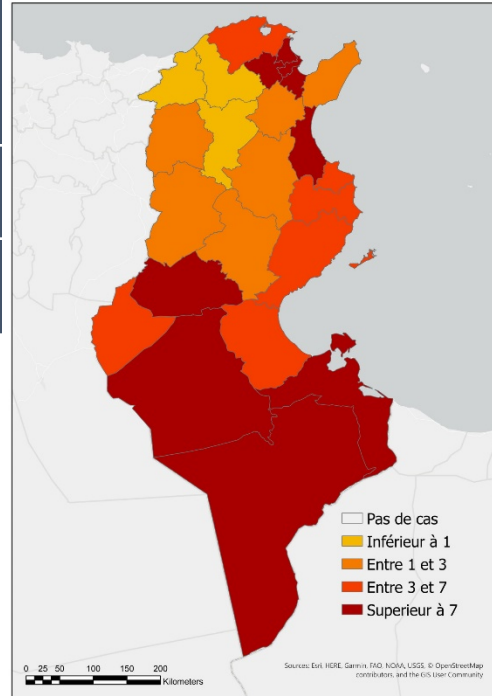 Pas de cas
Inférieur à 1
Entre 1 et 3
Entre 3 et 7
Superieur à 7
0 25 50 100 150 200
Kilometers
Sources: Esri, HERE, Garmin, FAO, NOAA, USGS, © OpenStreetMap
contributors, and the GIS User Community